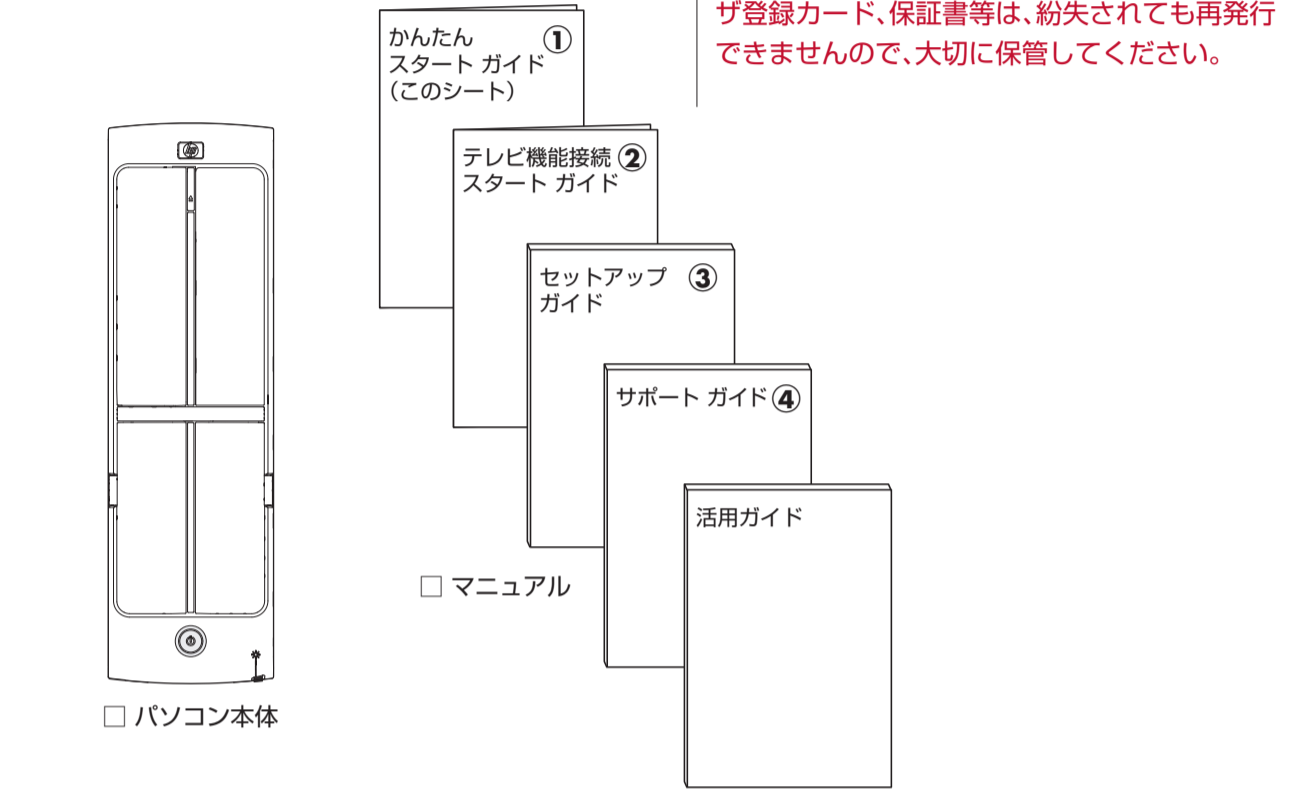 ザ登録カード、保証書等は、紛失されても再発行
できませんので、大切に保管してください。
かんたん ①
スタート ガイド
（このシート）
テレビ機能接続 ②
スタート ガイド
セットアップ ③
ガイド
サポート ガイド ④
活用ガイド
□ マニュアル
hp
□ パソコン本体